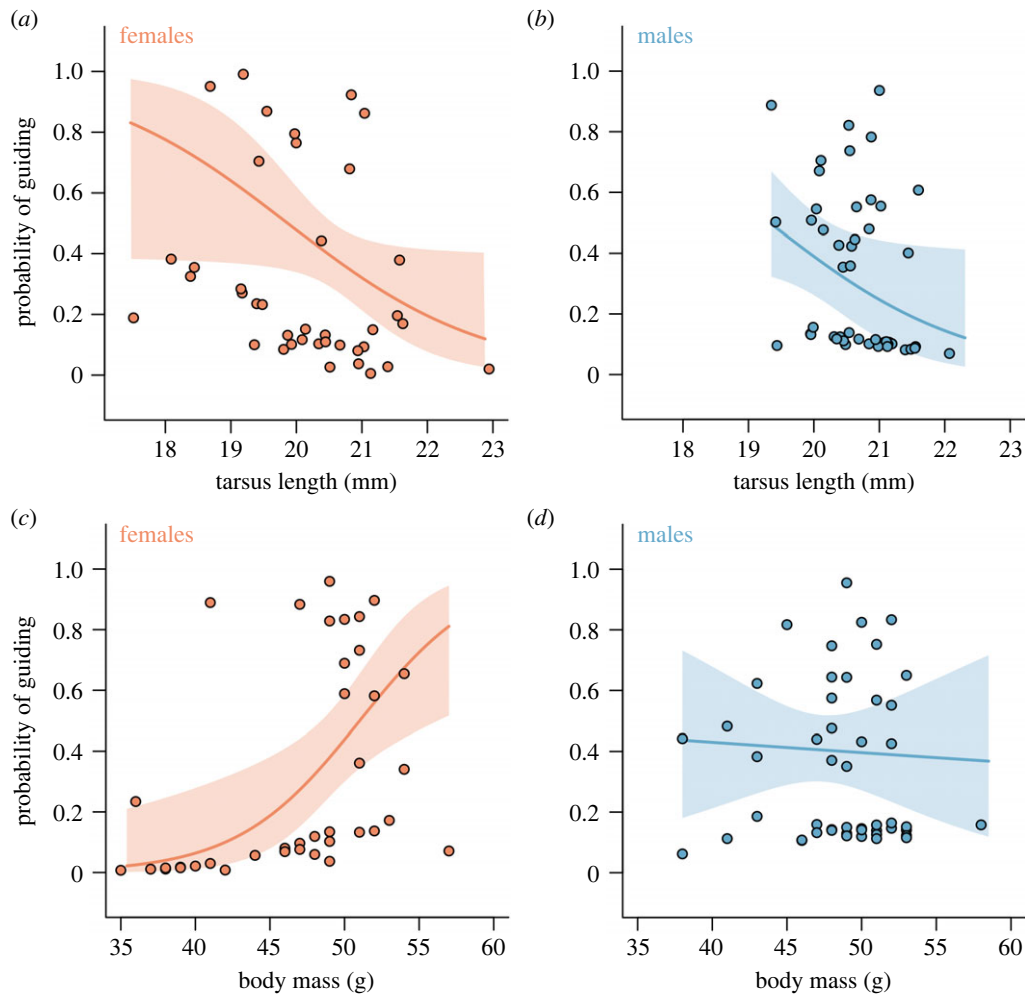 (a)
females
1.0
0.8
0.6
0.4
0.2
0
probability of guiding
18 19 20 21 22 23
tarsus length (mm)
(b)
males
1.0
0.8
0.6
0.4
0.2
0
18 19 20 21 22 23
tarsus length (mm)
(c)
females
1.0
0.8
0.6
0.4
0.2
0
probability of guiding
35 40 45 50 55 60
body mass (g)
(d)
males
1.0
0.8
0.6
0.4
0.2
0
35 40 45 50 55 60
body mass (g)